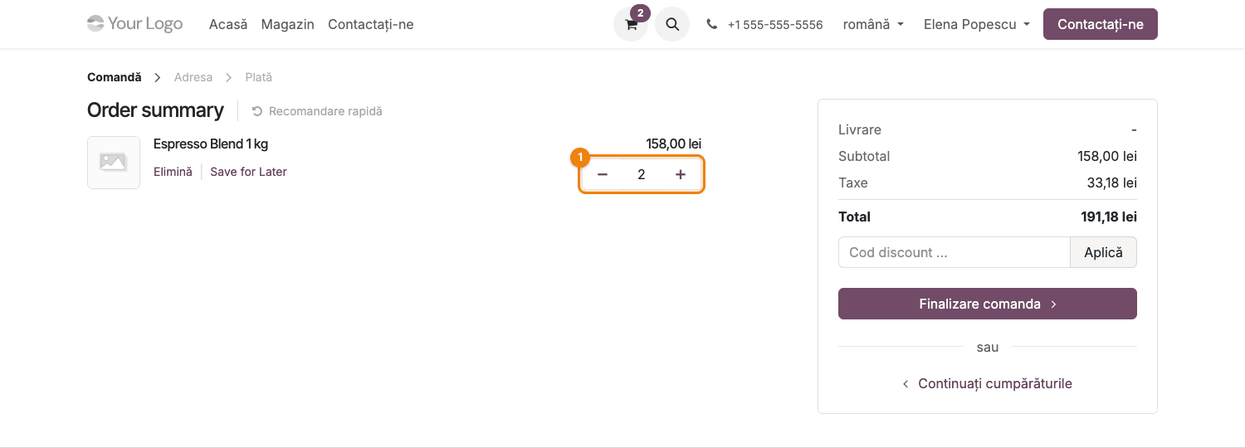 Your Logo Acasă Magazin Contactați-ne 2 +1 555-555-5556 română Elena Popescu Contactați-ne
Comandă Adresa Plată
Order summary Recomandare rapidă
Espresso Blend 1 kg 158,00 lei
Elimină Save for Later
1
2
Livrare -
Subtotal 158,00 lei
Taxe 33,18 lei
Total 191,18 lei
Cod discount ... Aplică
Finalizare comanda
sau
Continuați cumpărăturile